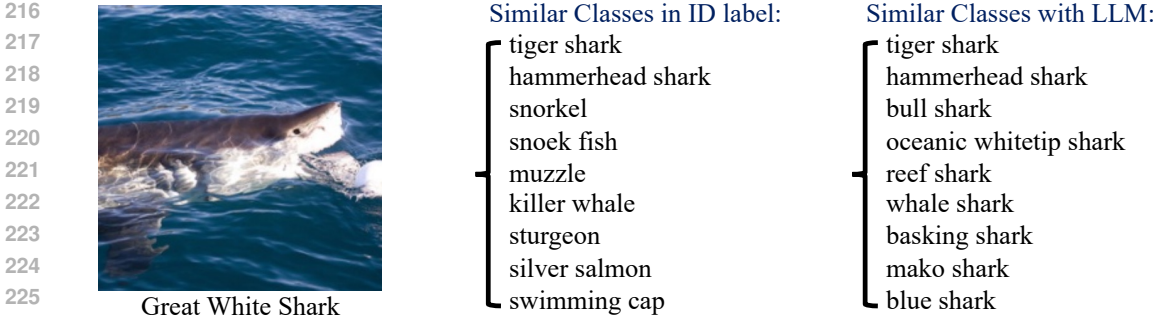 216
217
218
219
220
221
222
223
224
225
Great White Shark
Similar Classes in ID label:
tiger shark
hammerhead shark
snorkel
snoek fish
muzzle
killer whale
sturgeon
silver salmon
swimming cap
Similar Classes with LLM:
tiger shark
hammerhead shark
bull shark
oceanic whitetip shark
reef shark
whale shark
basking shark
mako shark
blue shark